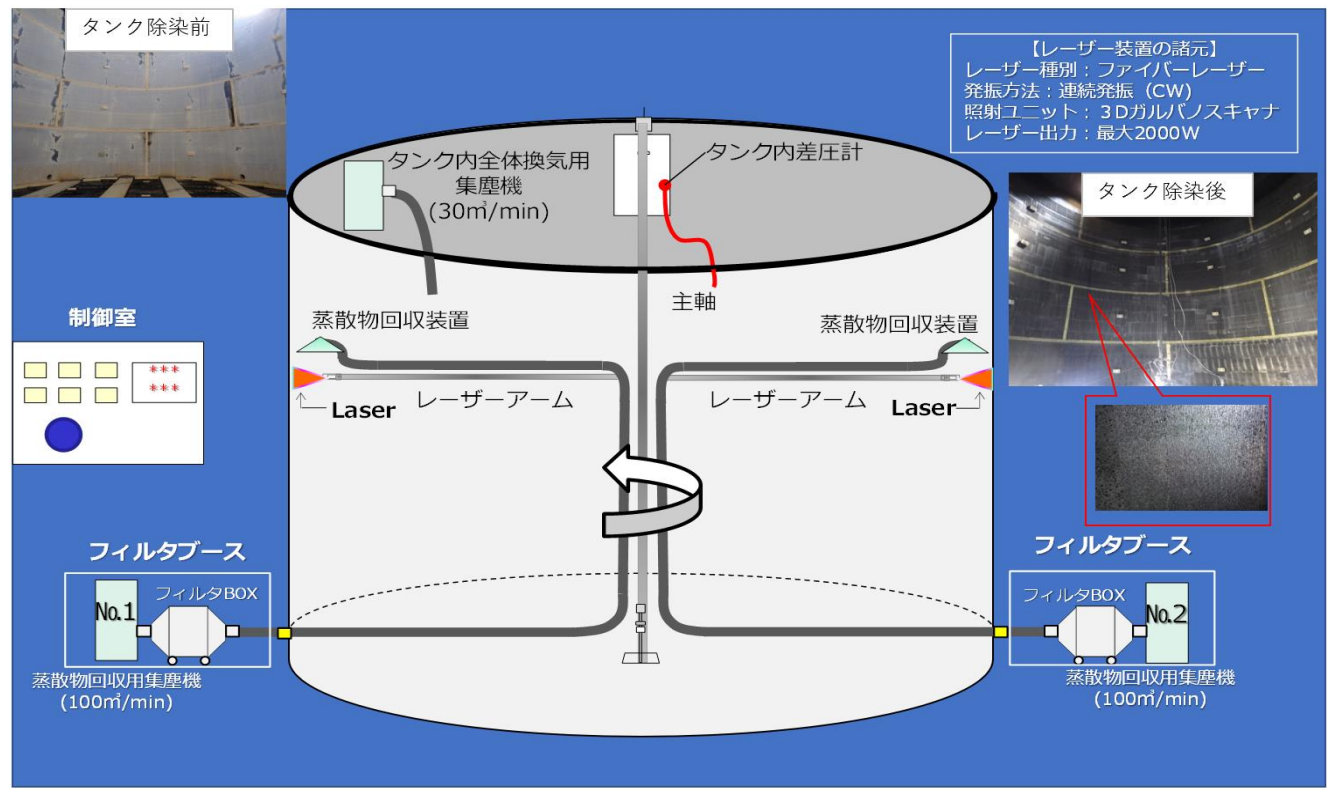 タンク除染前
【レーザー装置の諸元】
レーザー種別：ファイバーレーザー
発振方法：連続発振（CW）
照射ユニット：３Dガルバノスキャナ
レーザー出力：最大2000W
タンク内全体換気用
集塵機
(30㎥/min)
タンク内差圧計
タンク除染後
主軸
制御室
***
***
蒸散物回収装置
蒸散物回収装置
Laser
レーザーアーム
レーザーアーム
Laser
フィルタブース
No.1
フィルタBOX
蒸散物回収用集塵機
(100㎥/min)
フィルタブース
フィルタBOX
No.2
蒸散物回収用集塵機
(100㎥/min)